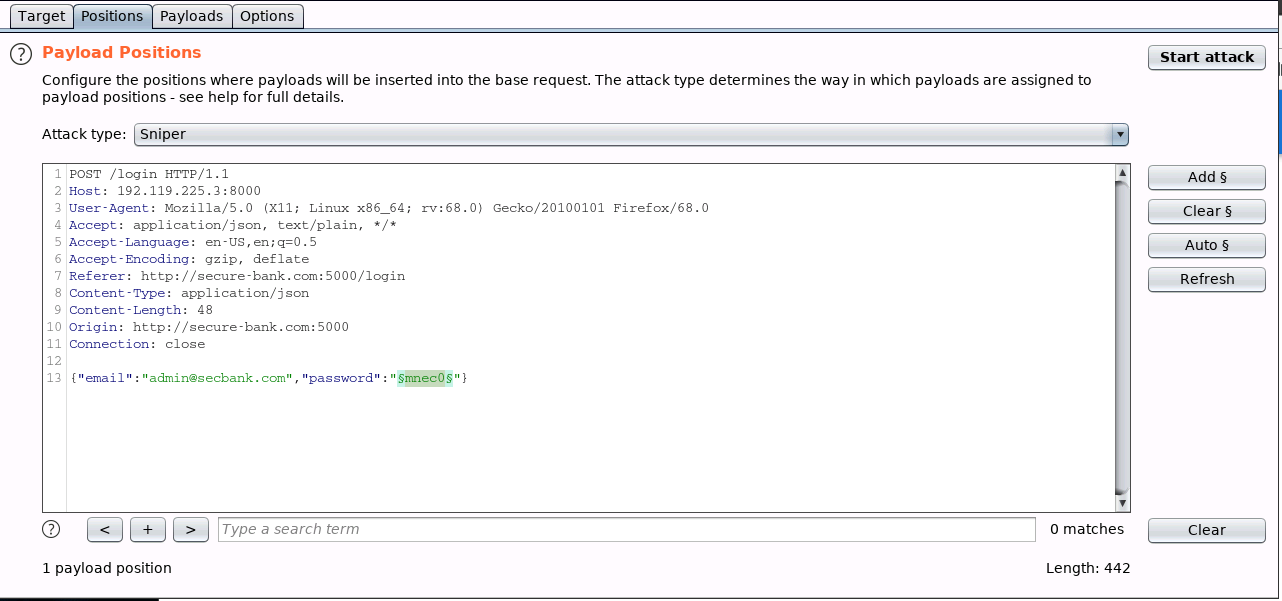 Target Positions Payloads Options
? Payload Positions
Start attack
Configure the positions where payloads will be inserted into the base request. The attack type determines the way in which payloads are assigned to
payload positions - see help for full details.
Attack type: Sniper
1 POST /login HTTP/1.1
2 Host: 192.119.225.3:8000
3 User-Agent: Mozilla/5.0 (X11; Linux x86_64; rv:68.0) Gecko/20100101 Firefox/68.0
4 Accept: application/json, text/plain, */*
5 Accept-Language: en-US,en;q=0.5
6 Accept-Encoding: gzip, deflate
7 Referer: http://secure-bank.com:5000/login
8 Content-Type: application/json
9 Content-Length: 48
10 Origin: http://secure-bank.com:5000
11 Connection: close
12
13 {"email":"admin@secbank.com","password":"§mnec0§"}
Add §
Clear §
Auto §
Refresh
? < + > Type a search term 0 matches Clear
1 payload position Length: 442